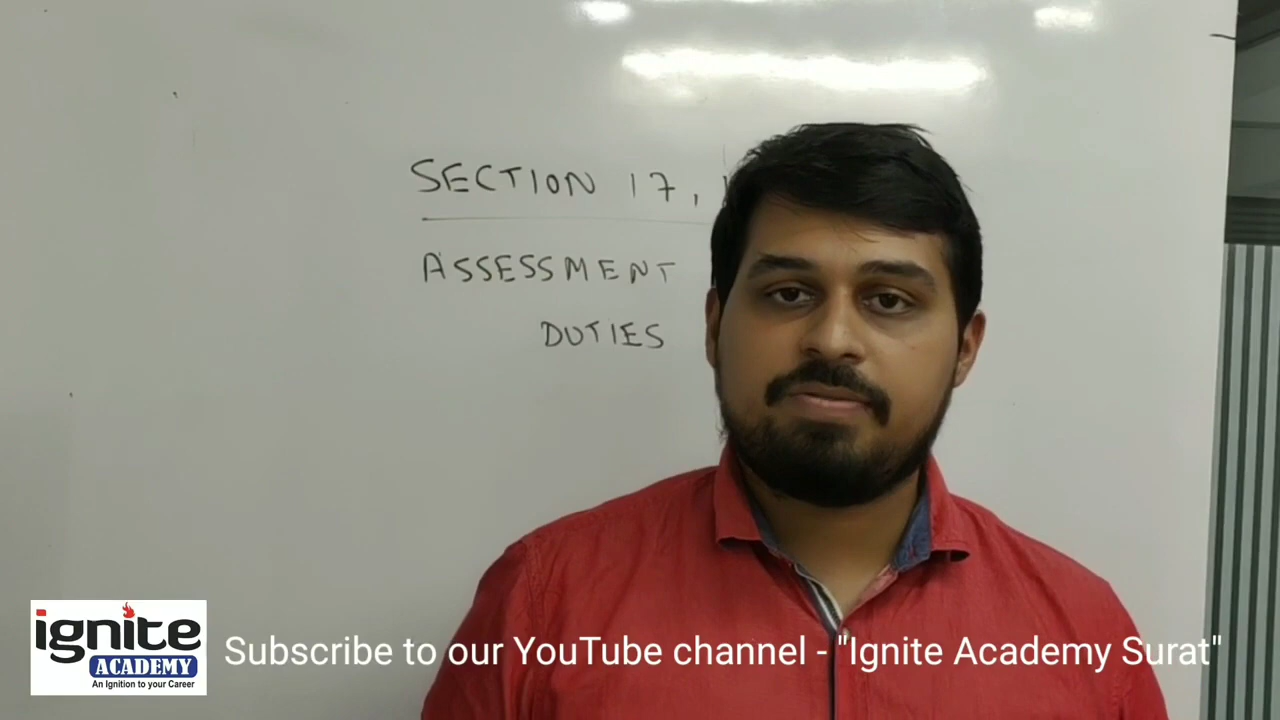 SECTION 17,
ASSESSMENT
DUTIES
ignite
ACADEMY
An Ignition to your Career
Subscribe to our YouTube channel - "Ignite Academy Surat"